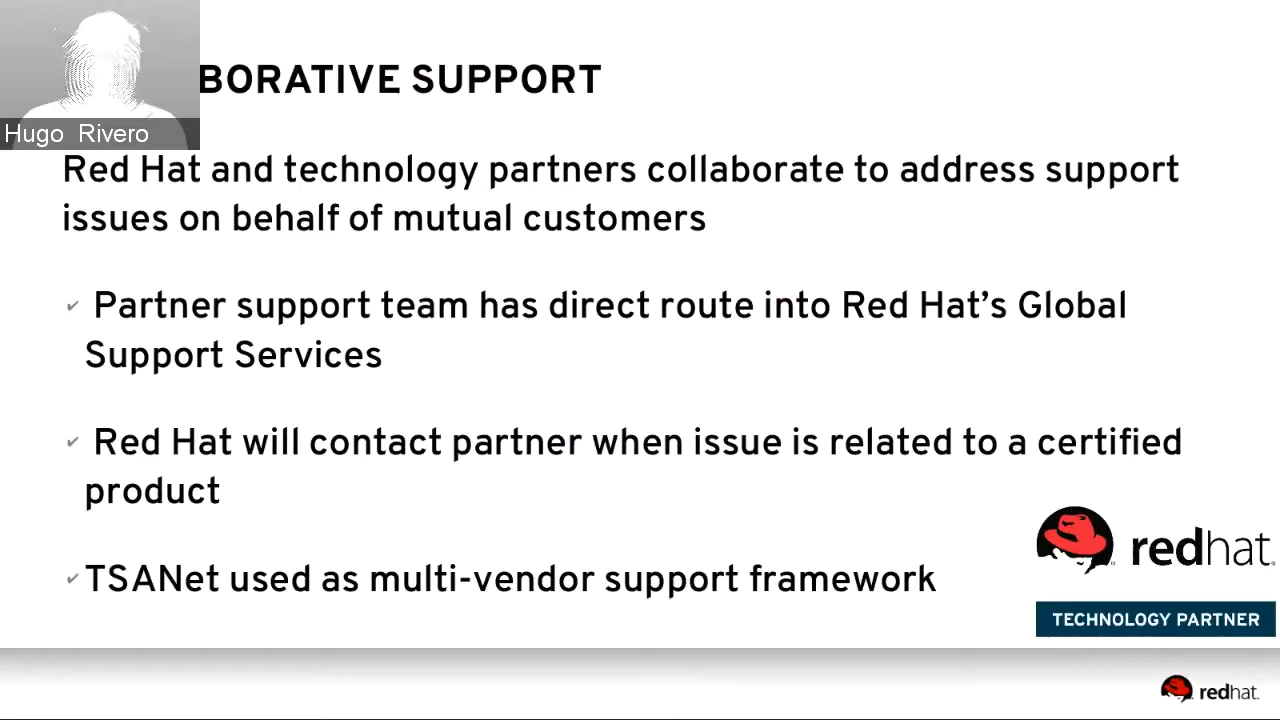 BORATIVE SUPPORT
Hugo Rivero
Red Hat and technology partners collaborate to address support
issues on behalf of mutual customers
✔ Partner support team has direct route into Red Hat’s Global
Support Services
✔ Red Hat will contact partner when issue is related to a certified
product
✔ TSANet used as multi-vendor support framework
redhat.
TECHNOLOGY PARTNER
redhat.